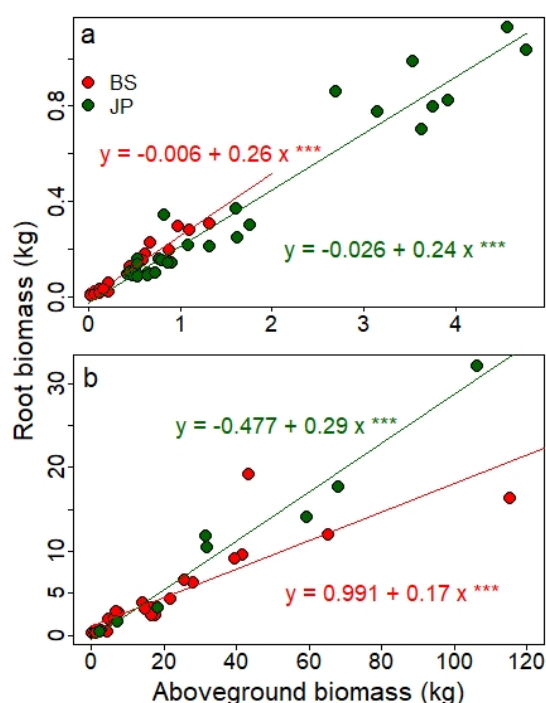 a
BS
JP
y = -0.006 + 0.26 x ***
y = -0.026 + 0.24 x ***
0.0
0.4
0.8
0 1 2 3 4
Root biomass (kg)
b
y = -0.477 + 0.29 x ***
y = 0.991 + 0.17 x ***
0
5
10
20
30
0 20 40 60 80 100 120
Aboveground biomass (kg)